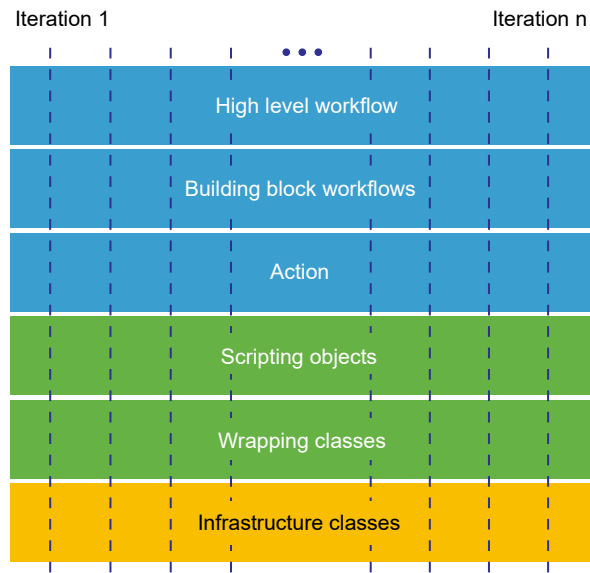 Iteration 1
Iteration n
High level workflow
Building block workflows
Action
Scripting objects
Wrapping classes
Infrastructure classes